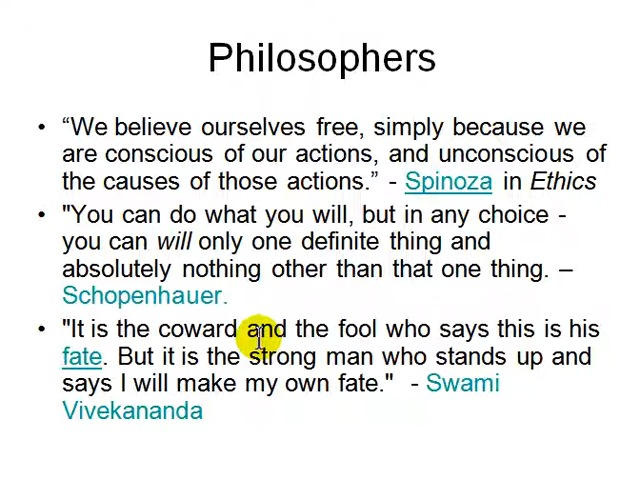 Philosophers
• “We believe ourselves free, simply because we
are conscious of our actions, and unconscious of
the causes of those actions.” - Spinoza in Ethics
• "You can do what you will, but in any choice -
you can will only one definite thing and
absolutely nothing other than that one thing. –
Schopenhauer.
• "It is the coward and the fool who says this is his
fate. But it is the strong man who stands up and
says I will make my own fate." - Swami
Vivekananda